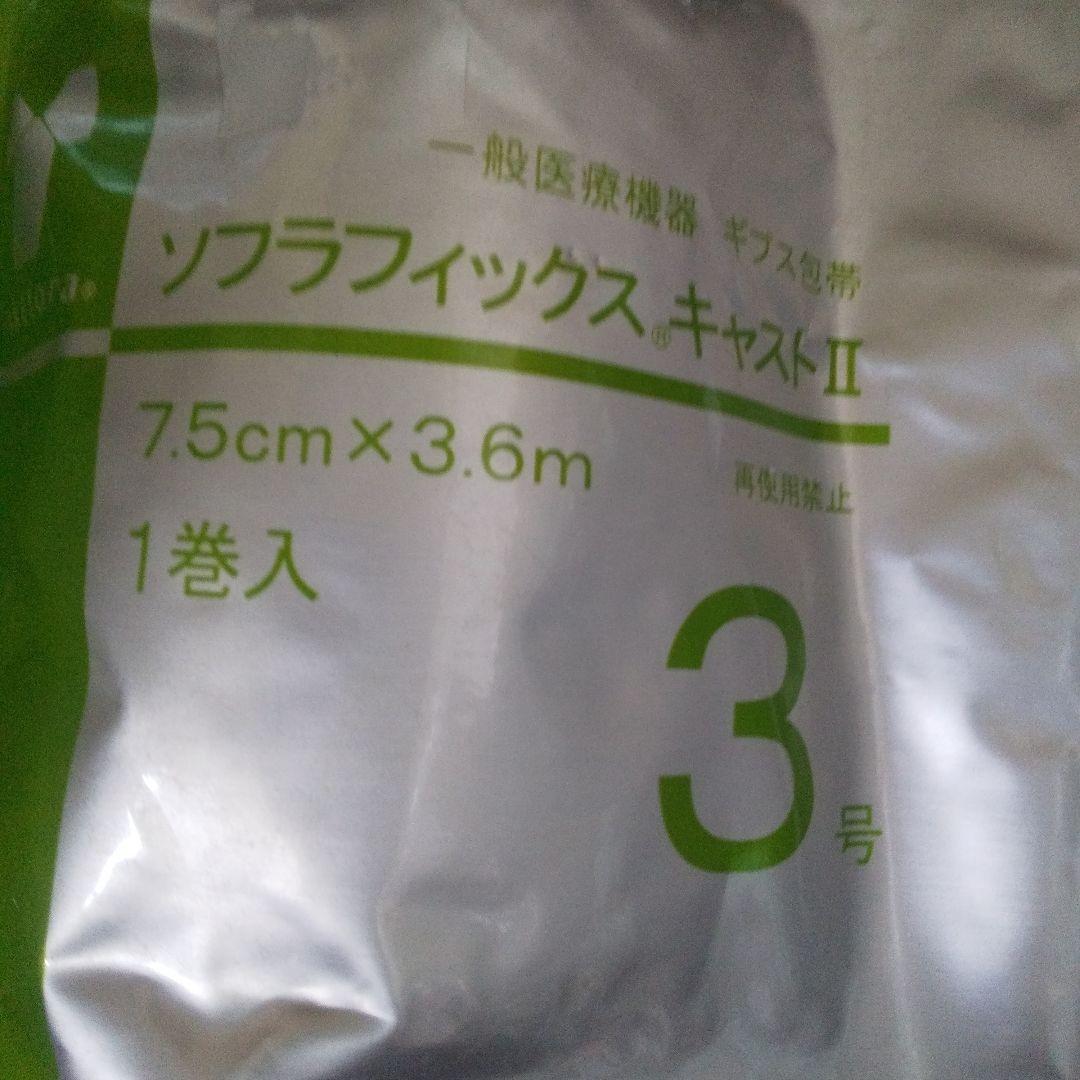 一般医療機器 ギプス包帯
ソフラフィックス®キャストⅡ
7.5cm×3.6m
再使用禁止
1巻入
3号